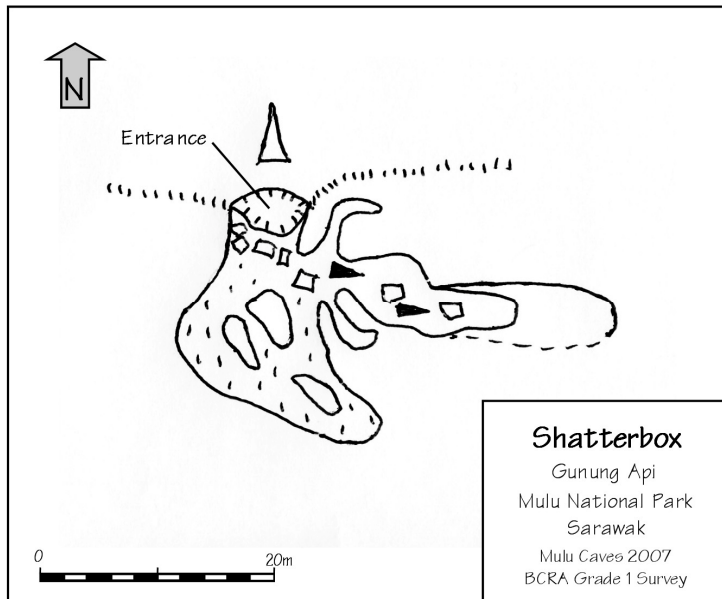 N
Entrance
Shatterbox
Gunung Api
Mulu National Park
Sarawak
Mulu Caves 2007
BCRA Grade 1 Survey
0 20m